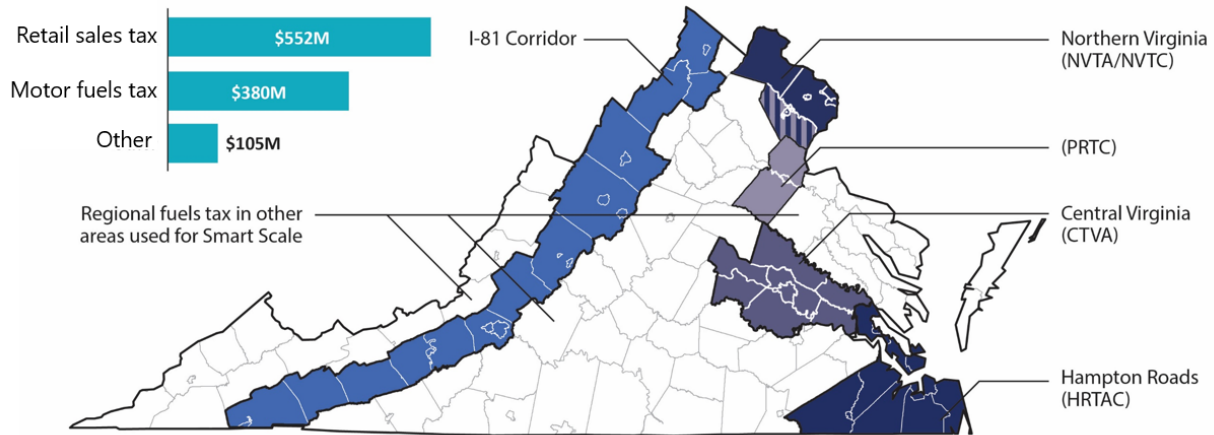 Retail sales tax
$552M
Motor fuels tax
$380M
Other
$105M
I-81 Corridor
Northern Virginia
(NVTA/NVTC)
(PRTC)
Regional fuels tax in other
areas used for Smart Scale
Central Virginia
(CTVA)
Hampton Roads
(HRTAC)